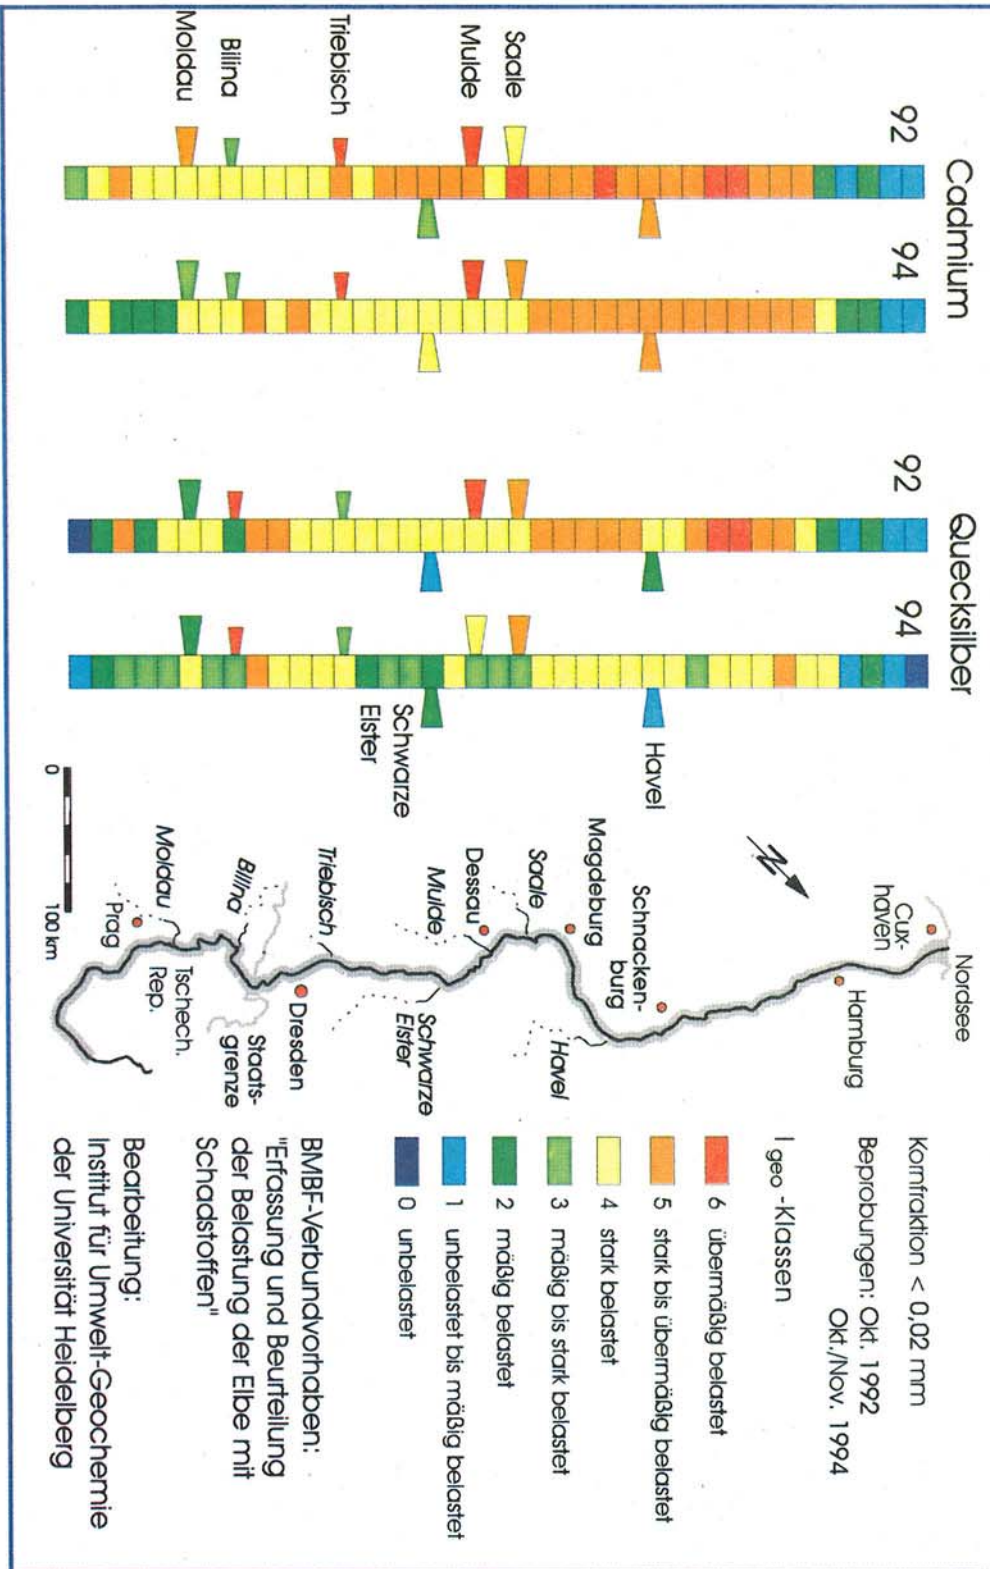 Cadmium
92
94
Quecksilber
92
94
Saale
Mulde
Triebisch
Bilina
Moldau
Havel
Schwarze
Elster
0
100 km
N
Nordsee
Cux-
haven
Hamburg
Schnacken-
burg
Magdeburg
Havel
Saale
Dessau
Mulde
Schwarze
Elster
Triebisch
Dresden
Bilina
Staats-
grenze
Tschech.
Rep.
Moldau
Prag
Kornfraktion < 0,02 mm
Beprobungen: Okt. 1992
Okt./Nov. 1994
I geo -Klassen
6 übermäßig belastet
5 stark bis übermäßig belastet
4 stark belastet
3 mäßig bis stark belastet
2 mäßig belastet
1 unbelastet bis mäßig belastet
0 unbelastet
BMBF-Verbundvorhaben:
"Erfassung und Beurteilung
der Belastung der Elbe mit
Schadstoffen"
Bearbeitung:
Institut für Umwelt-Geochemie
der Universität Heidelberg